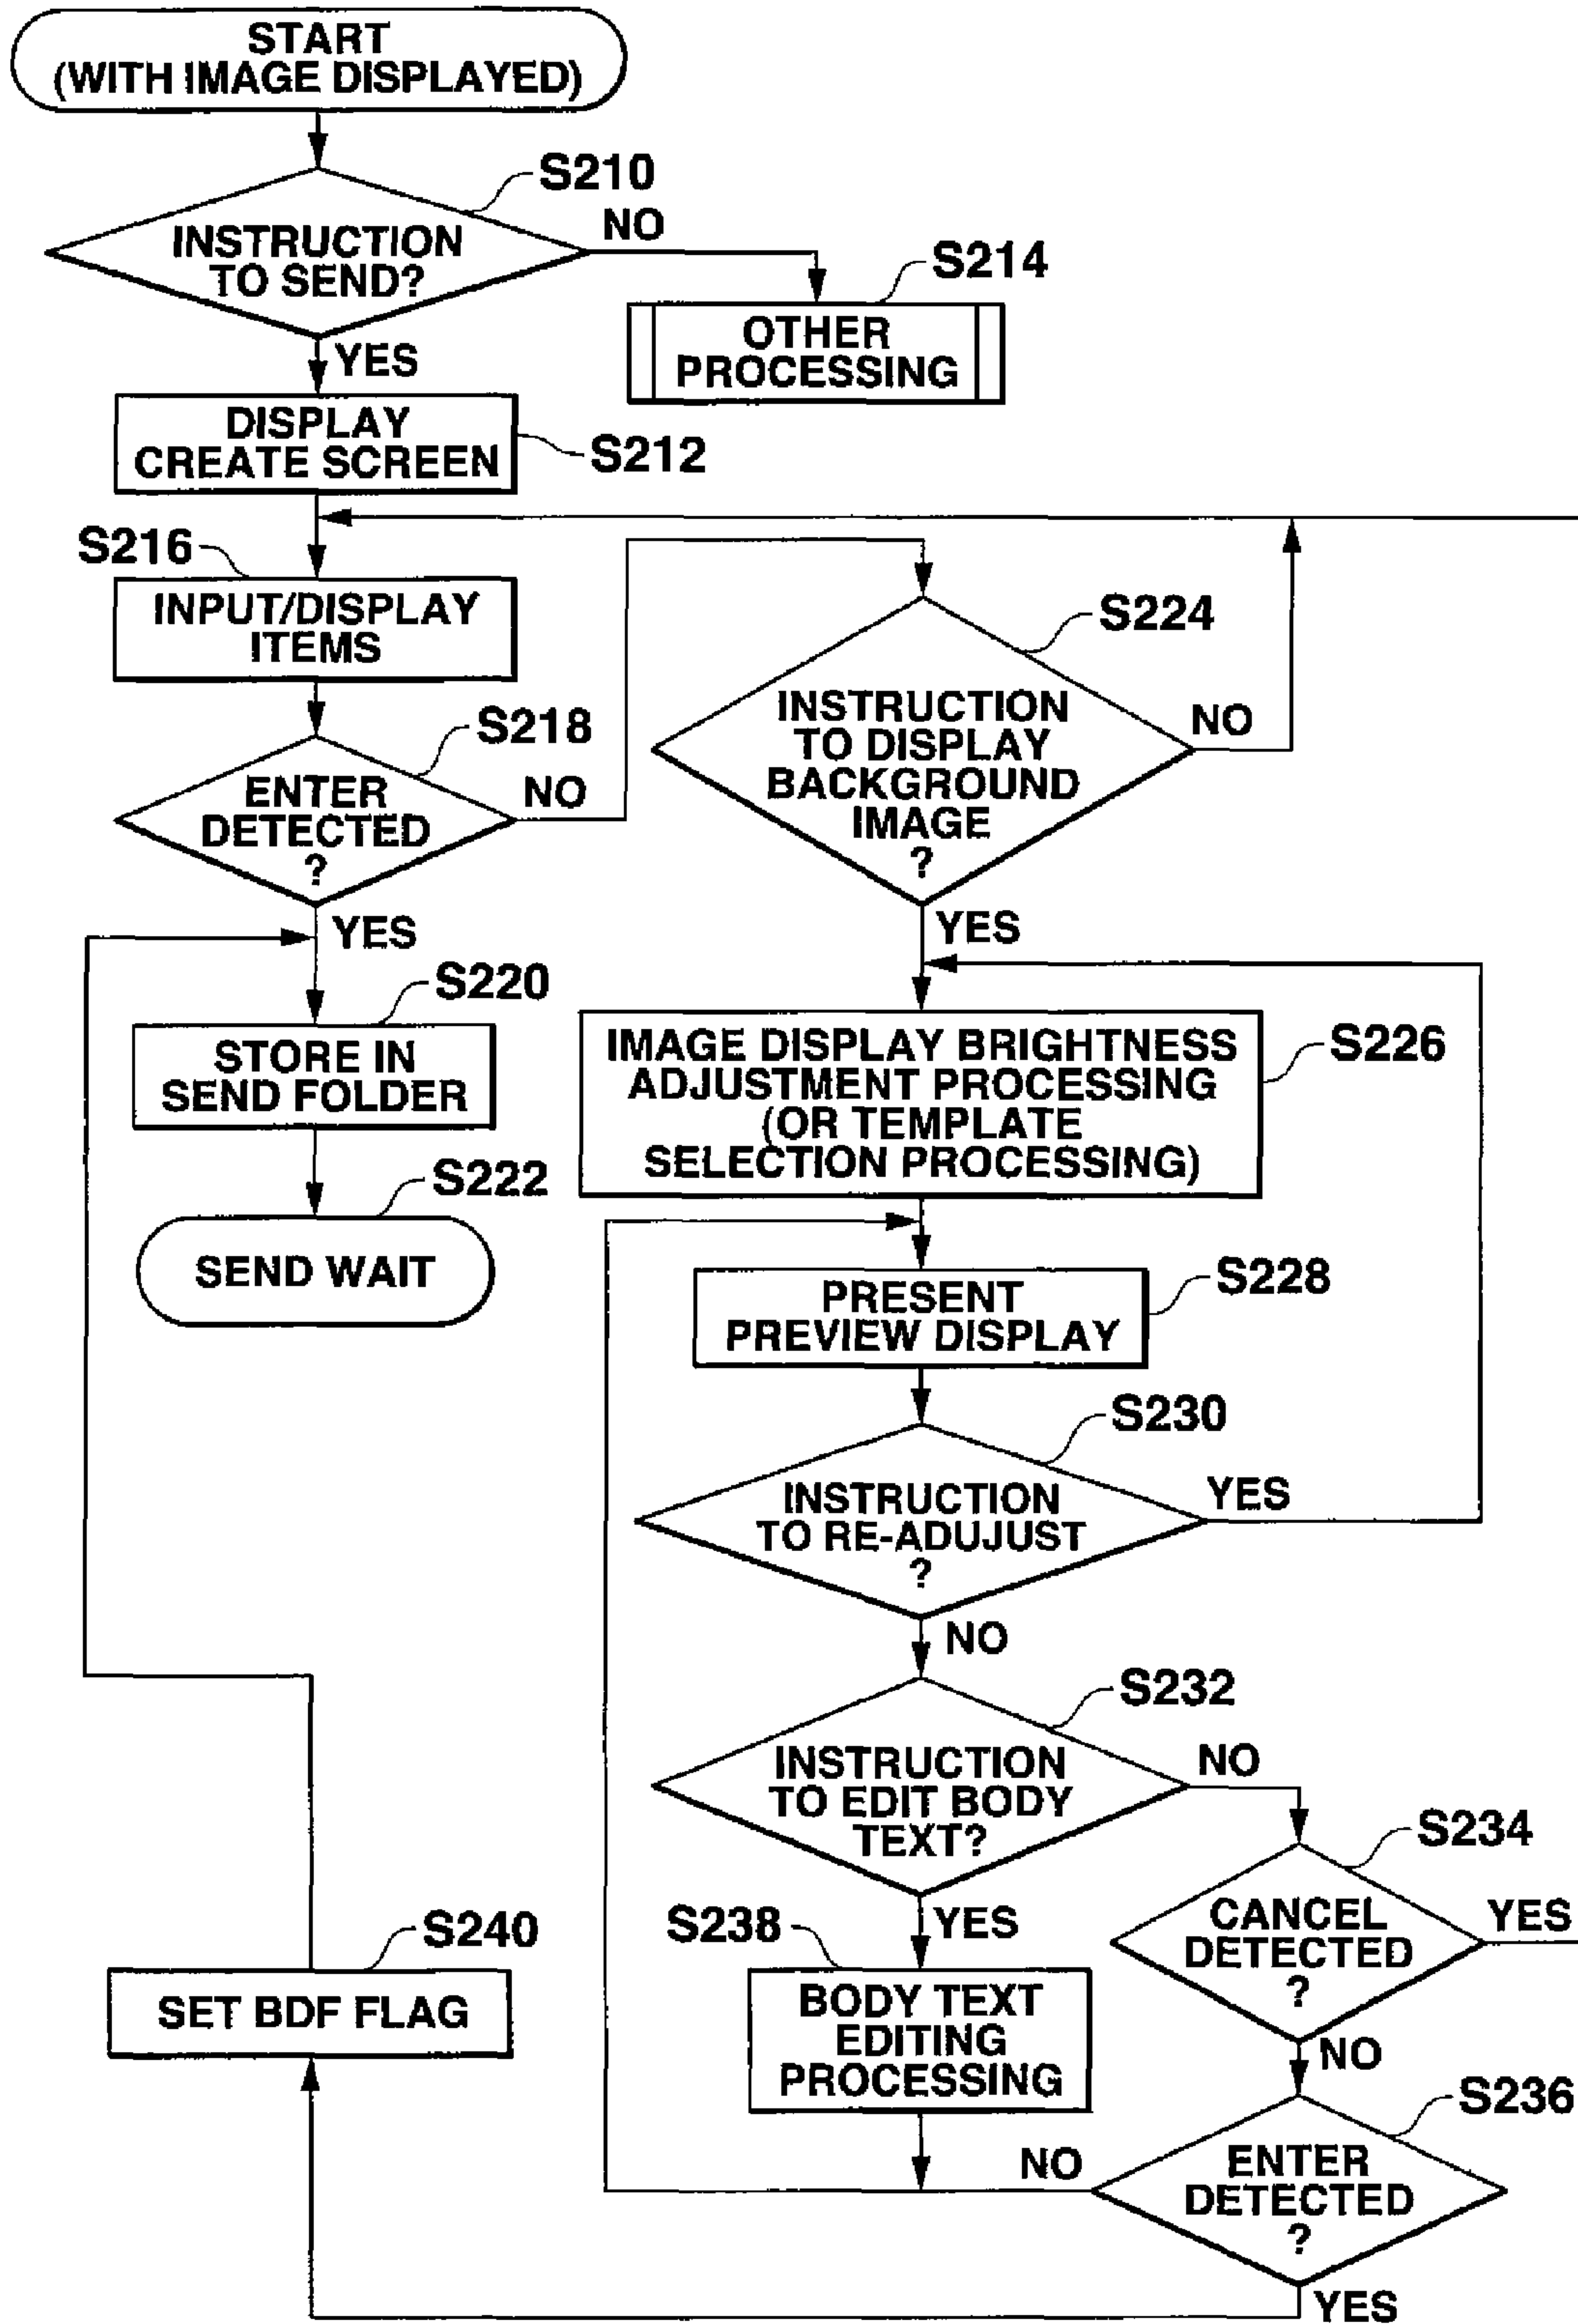 START
(WITH IMAGE DISPLAYED)
S210
INSTRUCTION
TO SEND?
NO
S214
OTHER
PROCESSING
YES
DISPLAY
CREATE SCREEN
S212
S216
INPUT/DISPLAY
ITEMS
S218
ENTER
DETECTED
?
NO
S224
INSTRUCTION
TO DISPLAY
BACKGROUND
IMAGE
?
NO
YES
YES
S220
STORE IN
SEND FOLDER
S222
SEND WAIT
IMAGE DISPLAY BRIGHTNESS
ADJUSTMENT PROCESSING
(OR TEMPLATE
SELECTION PROCESSING)
S226
PRESENT
PREVIEW DISPLAY
S228
S230
INSTRUCTION
TO RE-ADUJUST
?
YES
NO
S232
INSTRUCTION
TO EDIT BODY
TEXT?
NO
S234
CANCEL
DETECTED
?
YES
YES
S238
BODY TEXT
EDITING
PROCESSING
NO
S236
ENTER
DETECTED
?
NO
YES
S240
SET BDF FLAG